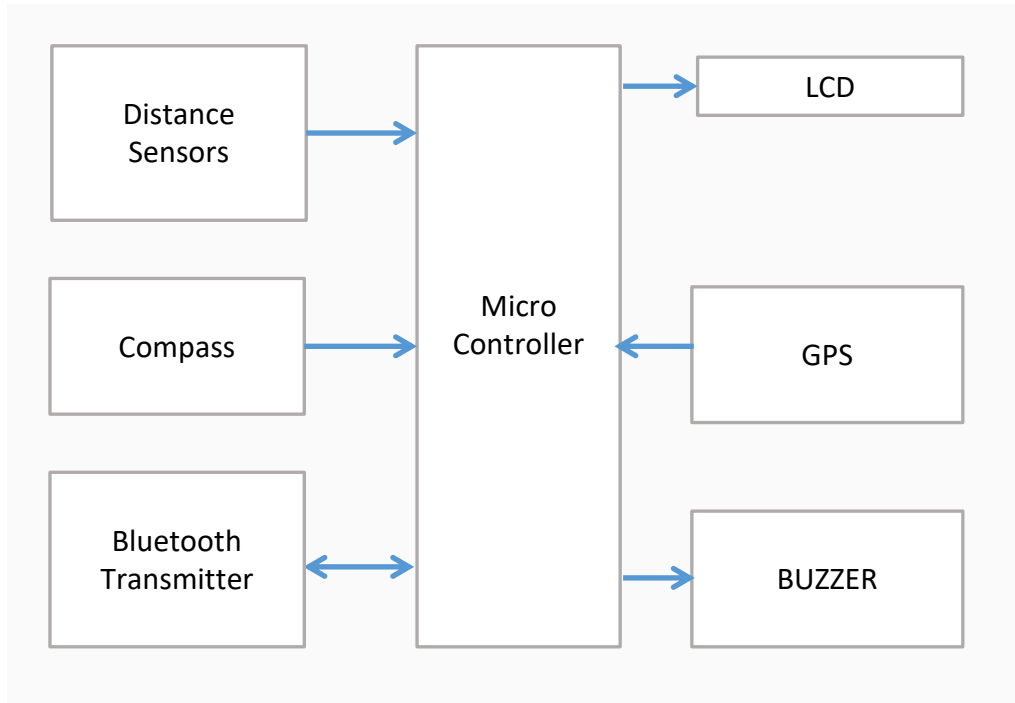 Distance
Sensors
Compass
Bluetooth
Transmitter
Micro
Controller
LCD
GPS
BUZZER